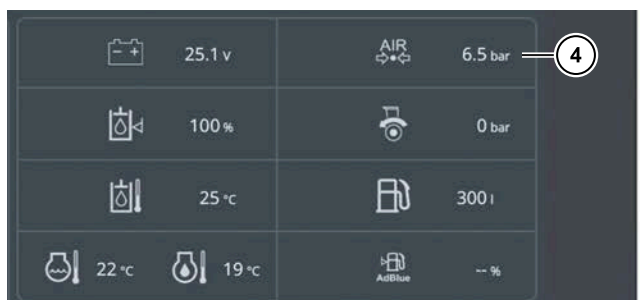 25.1 v
AIR
6.5 bar
4
100 %
0 bar
25 °C
300 l
22 °C
19 °C
AdBlue
-- %